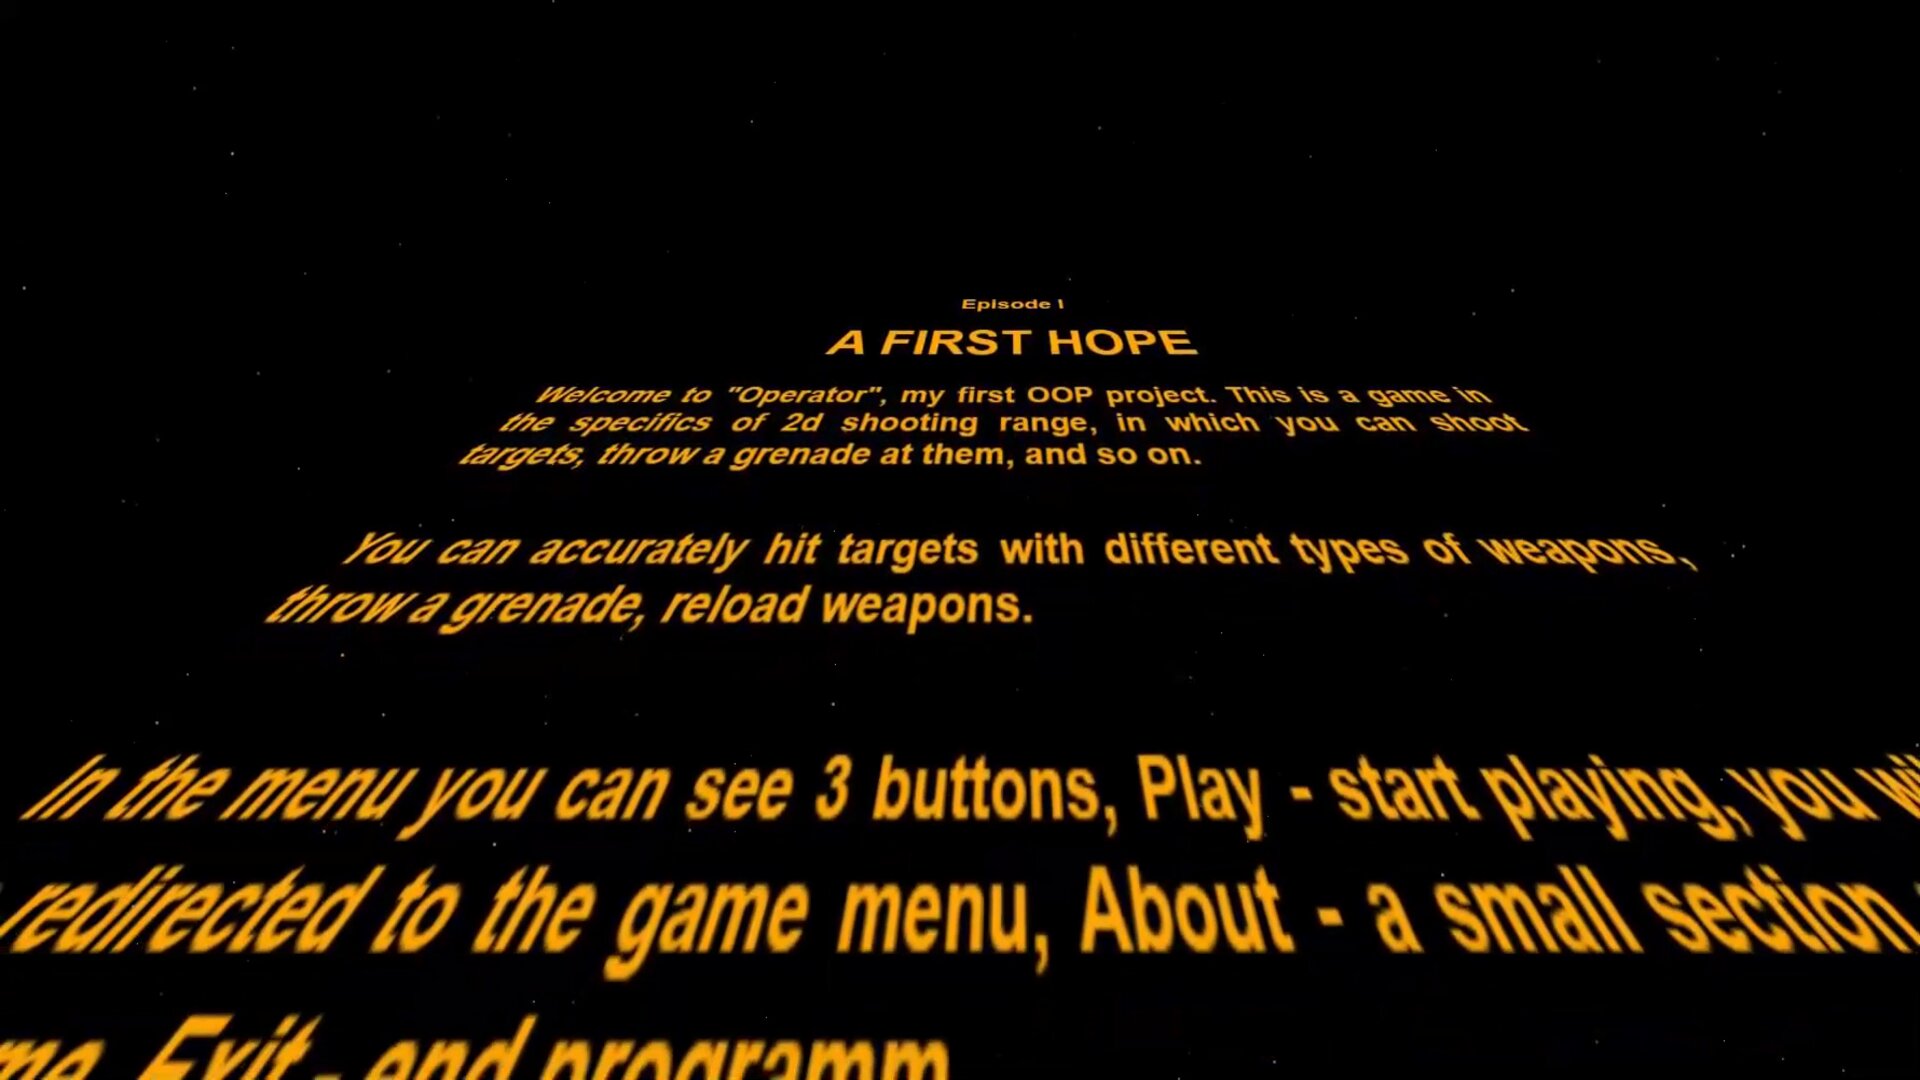 Episode I
A FIRST HOPE
Welcome to "Operator", my first OOP project. This is a game in
the specifics of 2d shooting range, in which you can shoot
targets, throw a grenade at them, and so on.
You can accurately hit targets with different types of weapons,
throw a grenade, reload weapons.
In the menu you can see 3 buttons, Play - start playing, you
redirected to the game menu, About - a small section
Exit - end programm